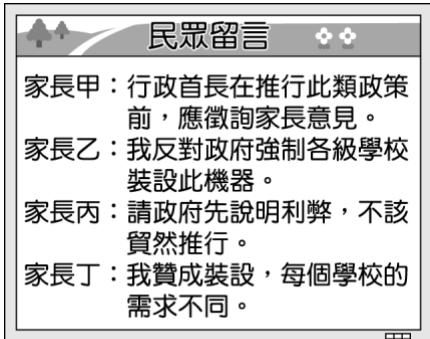 民眾留言
家長甲：行政首長在推行此類政策
前，應徵詢家長意見。
家長乙：我反對政府強制各級學校
裝設此機器。
家長丙：請政府先說明利弊，不該
貿然推行。
家長丁：我贊成裝設，每個學校的
需求不同。